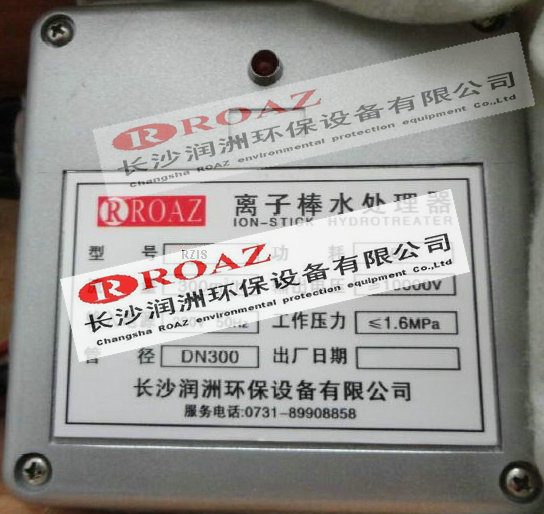 ROAZ
长沙润洲环保设备有限公司
Changsha ROAZ environmental protection equipment Co.,Ltd
ROAZ 离子棒水处理器
ION-STICK HYDROTREATER
型 号 RZIS 功 耗
10000V
ROAZ
长沙润洲环保设备有限公司
Changsha ROAZ environmental protection equipment Co.,Ltd
50HZ 工作压力 ≤1.6MPa
管 径 DN300 出厂日期
长沙润洲环保设备有限公司
服务电话:0731-89908858